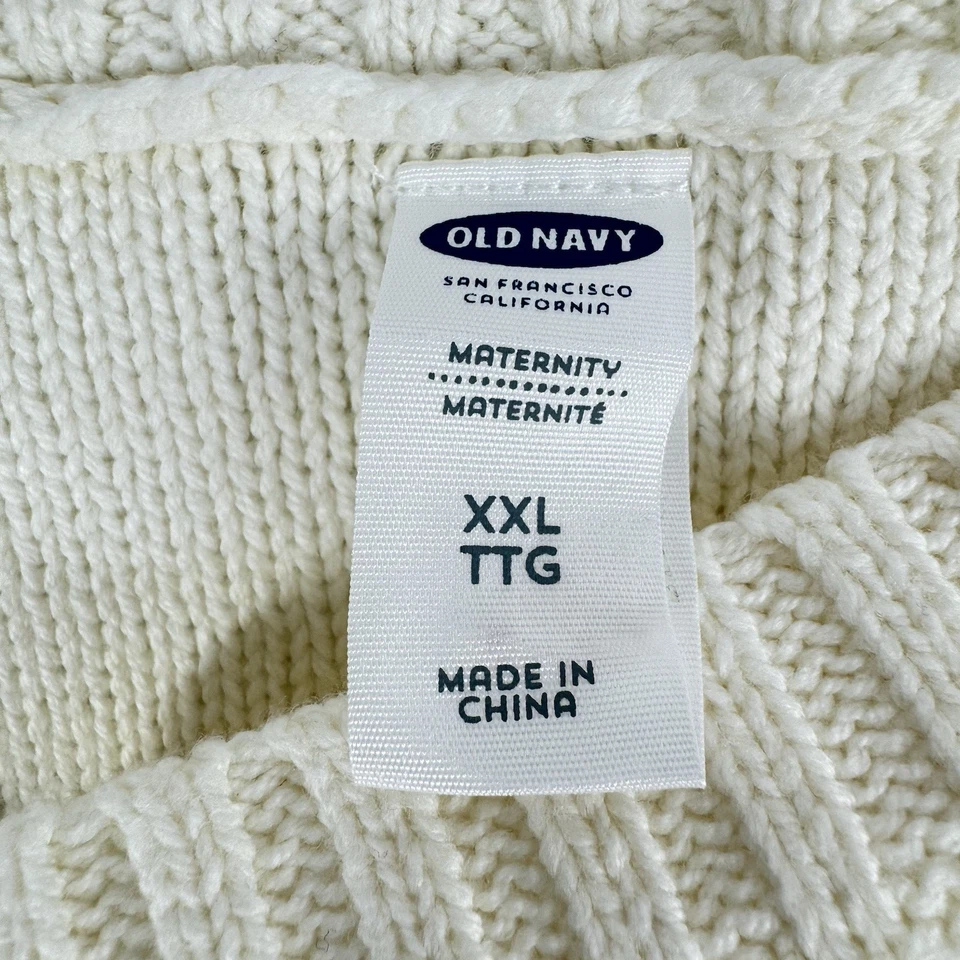 OLD NAVY
SAN FRANCISCO
CALIFORNIA
MATERNITY
MATERNITÉ
XXL
TTG
MADE IN
CHINA